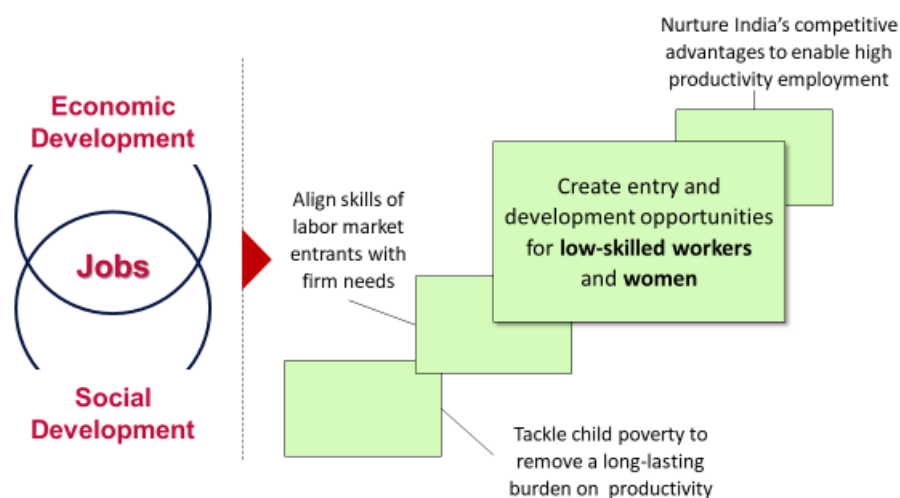 Economic
Development
Jobs
Social
Development
Nurture India's competitive
advantages to enable high
productivity employment
Create entry and
development opportunities
for low-skilled workers
and women
Align skills of
labor market
entrants with
firm needs
Tackle child poverty to
remove a long-lasting
burden on productivity